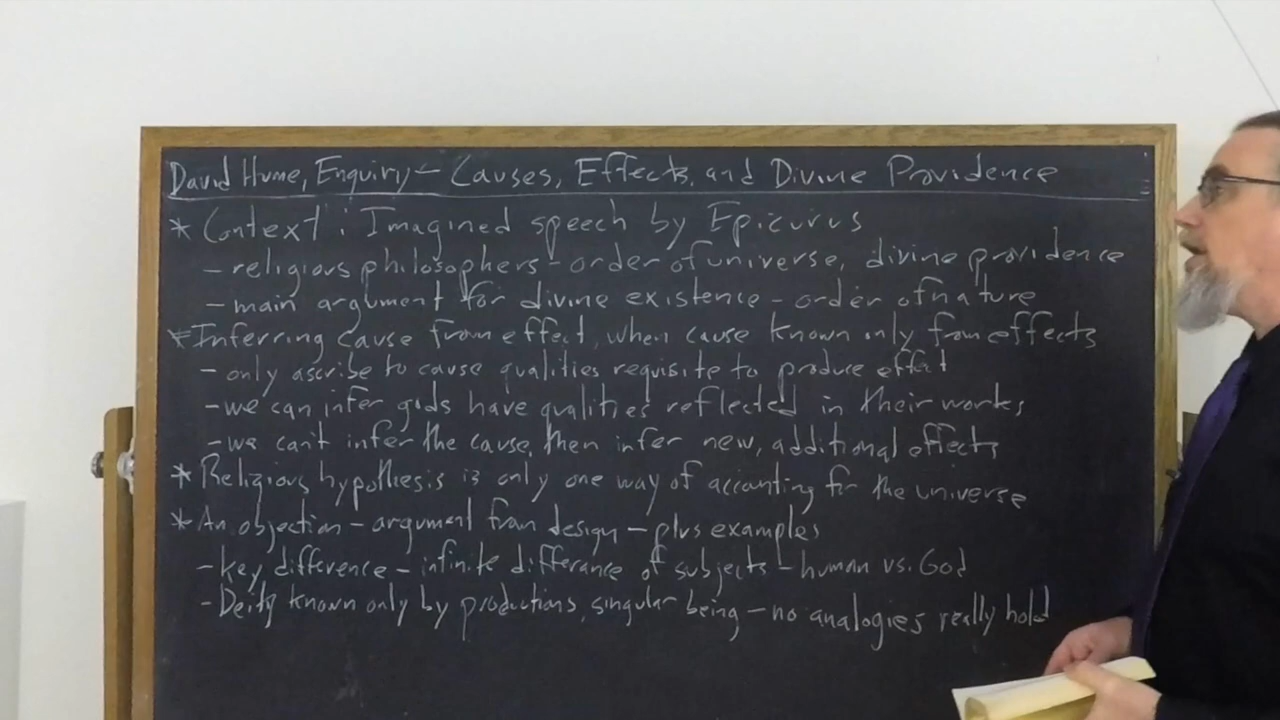 David Hume, Enquiry – Causes, Effects, and Divine Providence
* Context: Imagined speech by Epicurus
– religious philosophers – order of universe, divine providence
– main argument for divine existence – order of nature
* Inferring cause from effect, when cause known only from effects
– only ascribe to cause qualities requisite to produce effect
– we can infer gods have qualities reflected in their works
– we can't infer the cause, then infer new, additional effects
* Religious hypothesis is only one way of accounting for the universe
* An objection – argument from design – plus examples
– key difference – infinite differance of subjects – human vs. God
– Deity known only by productions, singular being – no analogies really hold